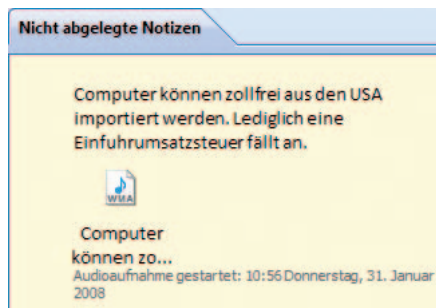 Nicht abgelegte Notizen
Computer können zollfrei aus den USA
importiert werden. Lediglich eine
Einfuhrumsatzsteuer fällt an.
WMA
Computer
können zo...
Audioaufnahme gestartet: 10:56 Donnerstag, 31. Januar
2008